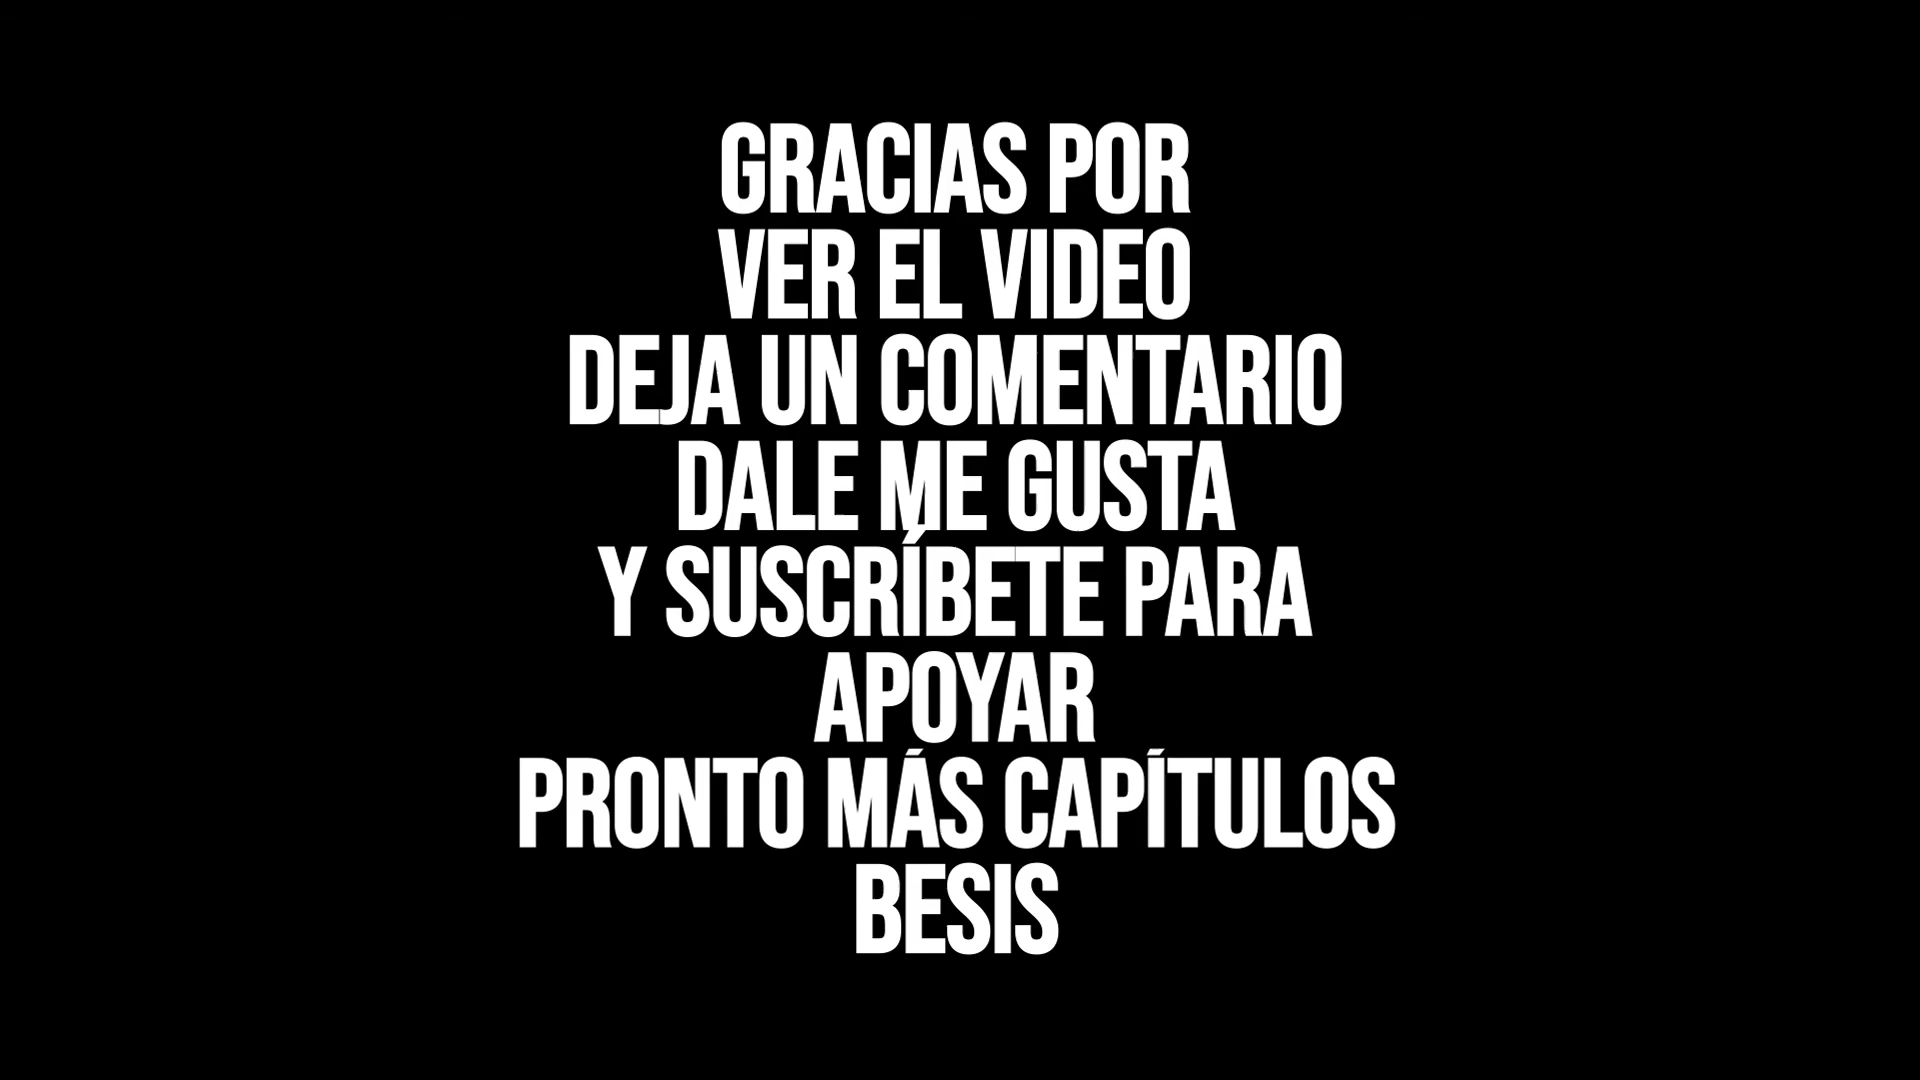 GRACIAS POR
VER EL VIDEO
DEJA UN COMENTARIO
DALE ME GUSTA
Y SUSCRÍBETE PARA
APOYAR
PRONTO MÁS CAPÍTULOS
BESIS